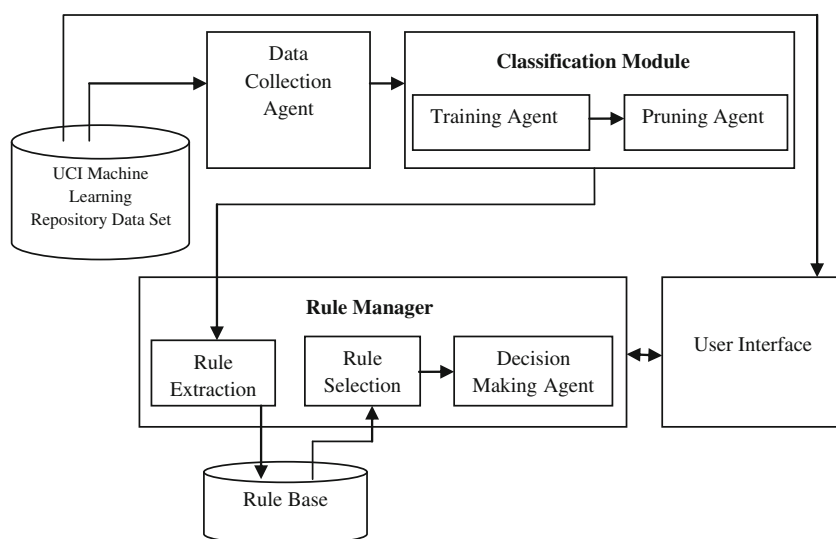 Data
Collection
Agent
Classification Module
Training Agent
Pruning Agent
UCI Machine
Learning
Repository Data Set
Rule Manager
Rule
Extraction
Rule
Selection
Decision
Making Agent
User Interface
Rule Base